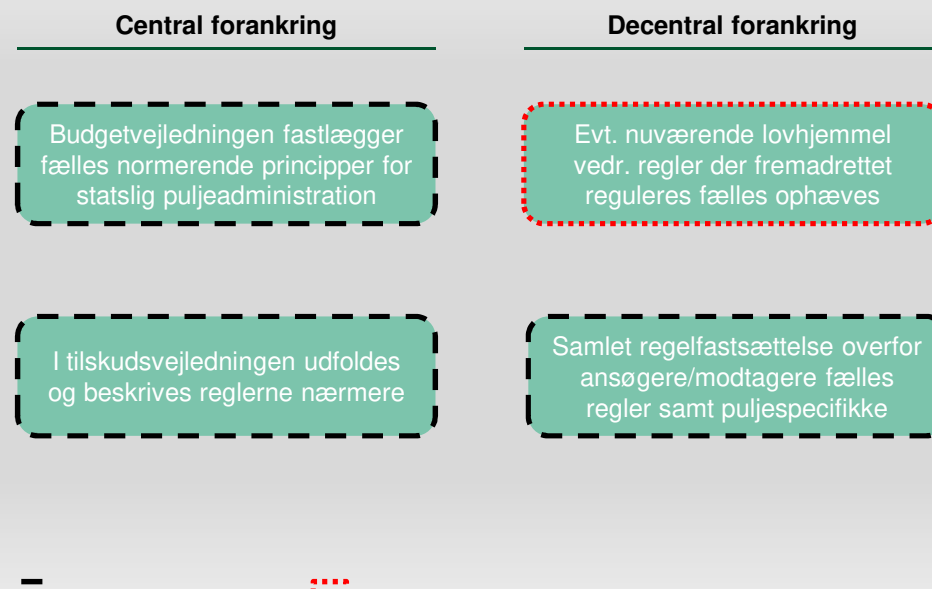 Central forankring
Decentral forankring
Budgetvejledningen fastlægger
fælles normerende principper for
statslig puljeadministration
Evt. nuværende lovhjemmel
vedr. regler der fremadrettet
reguleres fælles ophæves
I tilskudsvejledningen udfoldes
og beskrives reglerne nærmere
Samlet regelfastsættelse overfor
ansøgere/modtagere fælles
regler samt puljespecifikke